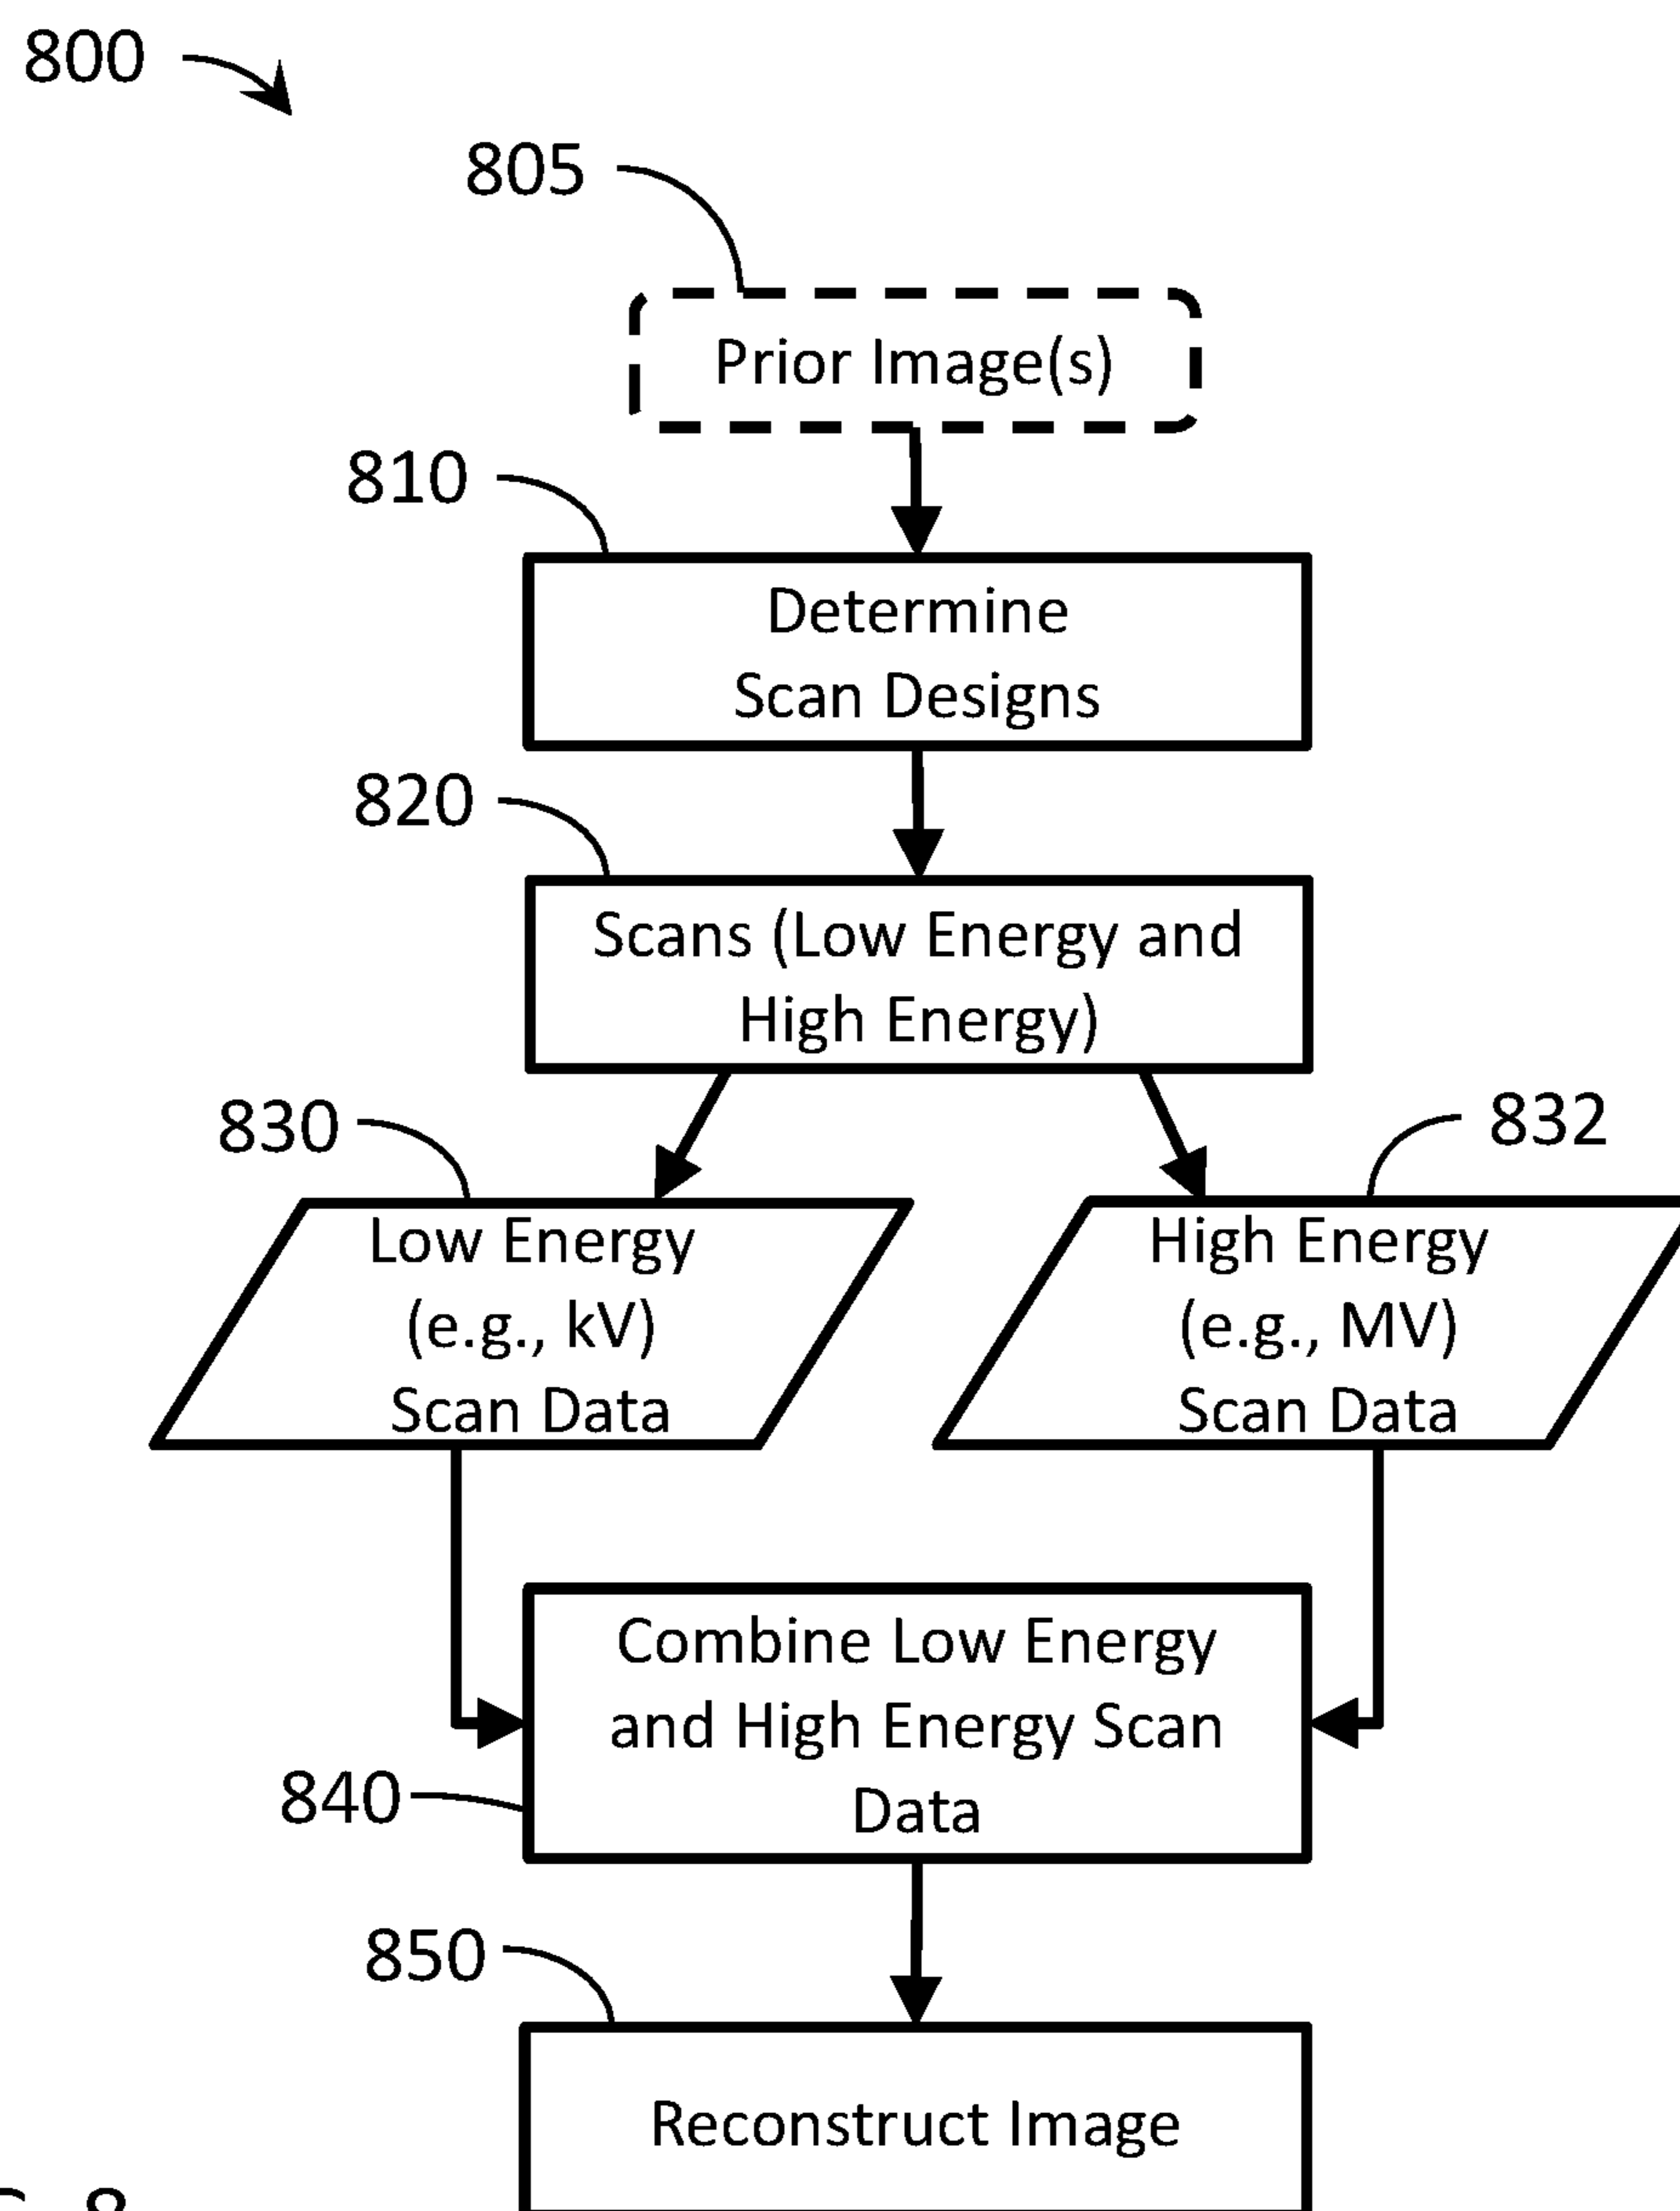 800
805
Prior Image(s)
810
Determine
Scan Designs
820
Scans (Low Energy and
High Energy)
830
832
Low Energy
(e.g., kV)
Scan Data
High Energy
(e.g., MV)
Scan Data
Combine Low Energy
and High Energy Scan
Data
840
850
Reconstruct Image
8